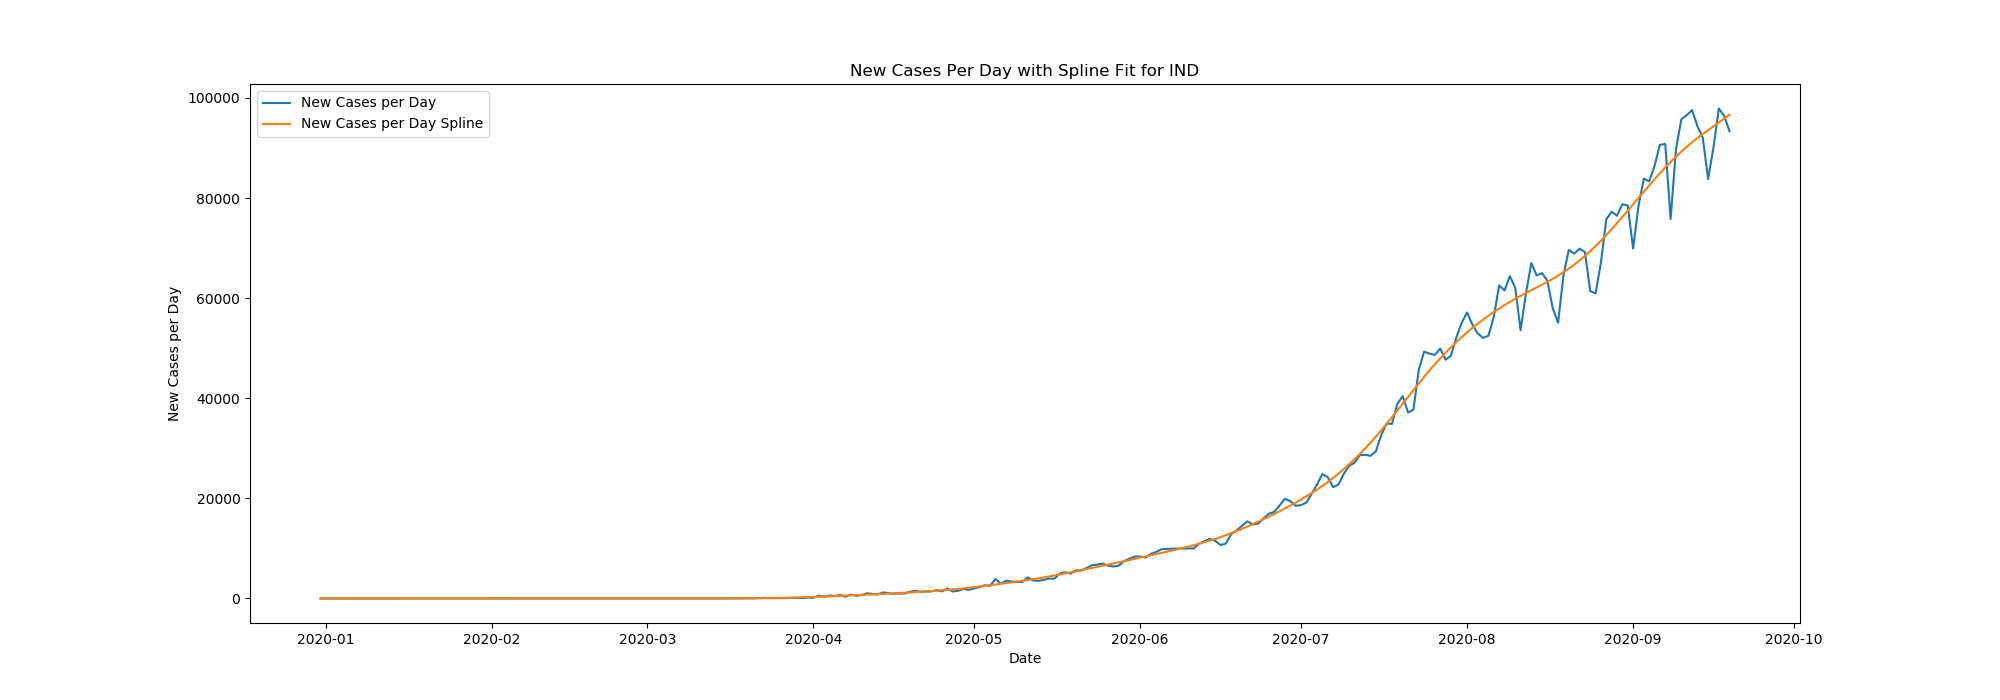 New Cases Per Day with Spline Fit for IND
New Cases per Day
New Cases per Day Spline
100000
80000
60000
40000
20000
0
New Cases per Day
2020-01 2020-02 2020-03 2020-04 2020-05 2020-06 2020-07 2020-08 2020-09 2020-10
Date